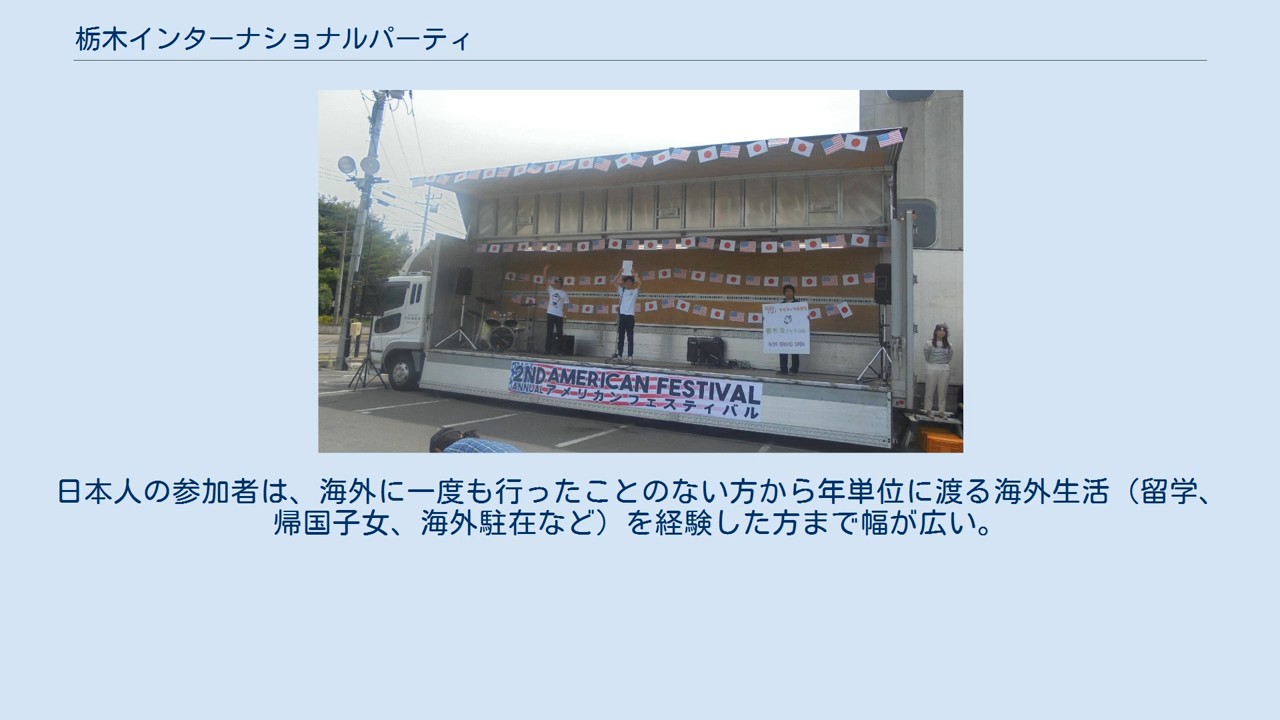 栃木インターナショナルパーティ
2ND AMERICAN FESTIVAL
ANNUAL アメリカンフェスティバル
日本人の参加者は、海外に一度も行ったことのない方から年単位に渡る海外生活（留学、
帰国子女、海外駐在など）を経験した方まで幅が広い。